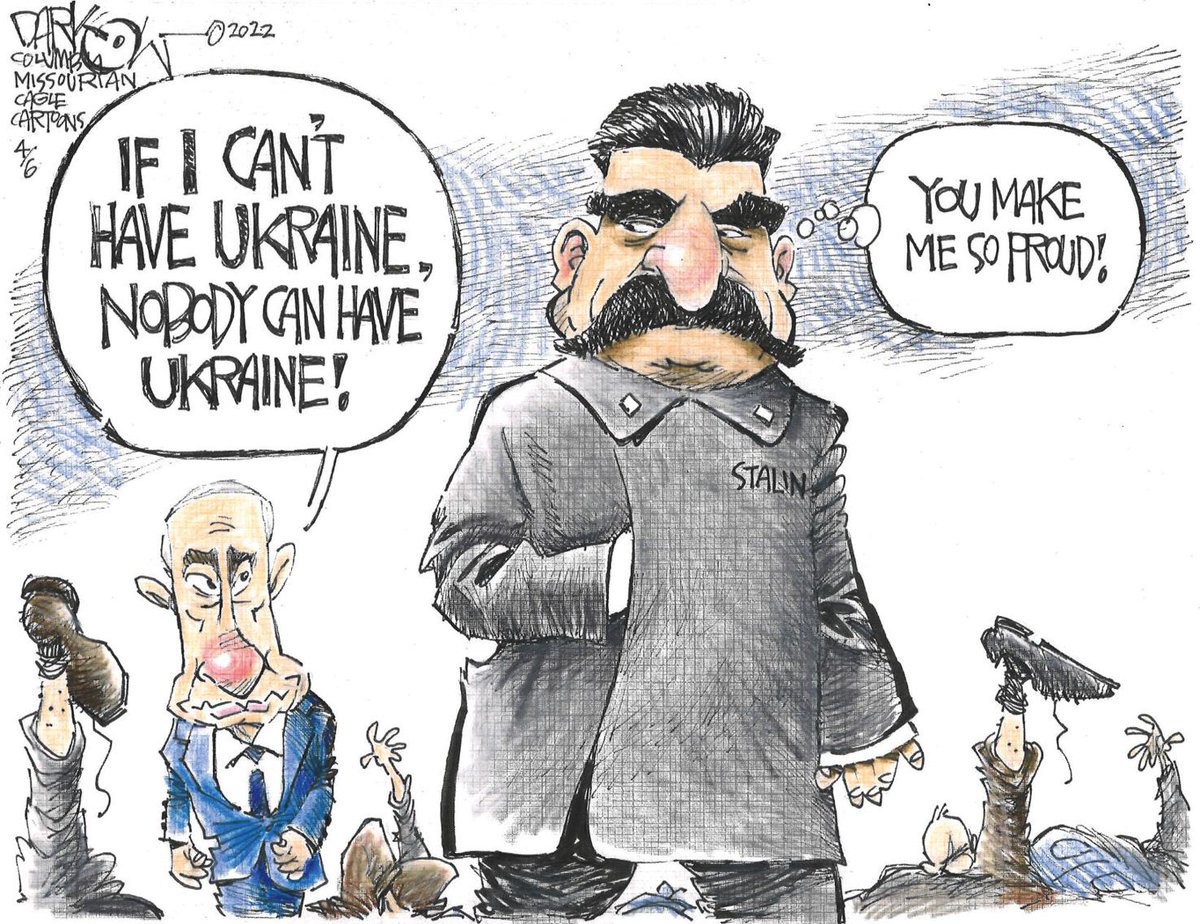 DARKOW
©2022
COLUMBIA
MISSOURIAN
CAGLE
CARTOONS
4/6
IF I CAN'T
HAVE UKRAINE,
NOBODY CAN HAVE
UKRAINE!
YOU MAKE
ME SO PROUD!
STALIN